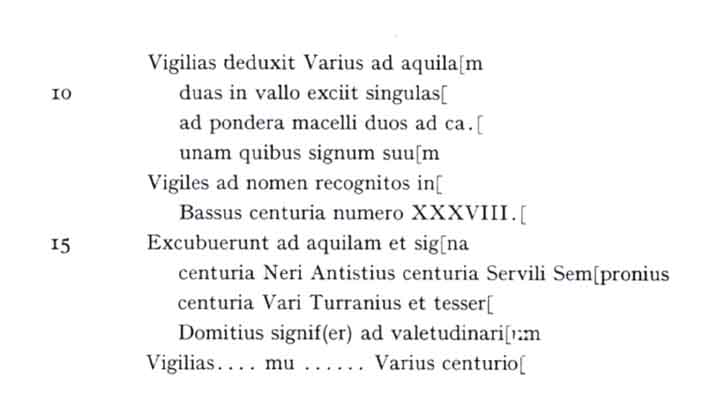 Vigilias deduxit Varius ad aquila[m
10 duas in vallo exciit singulas[
ad pondera macelli duos ad ca.[
unam quibus signum suu[m
Vigiles ad nomen recognitos in[
Bassus centuria numero XXXVIII.[
15 Excubuerunt ad aquilam et sig[na
centuria Neri Antistius centuria Servili Sem[pronius
centuria Vari Turranius et tesser[
Domitius signif(er) ad valetudinari[um
Vigilias.... mu ...... Varius centurio[